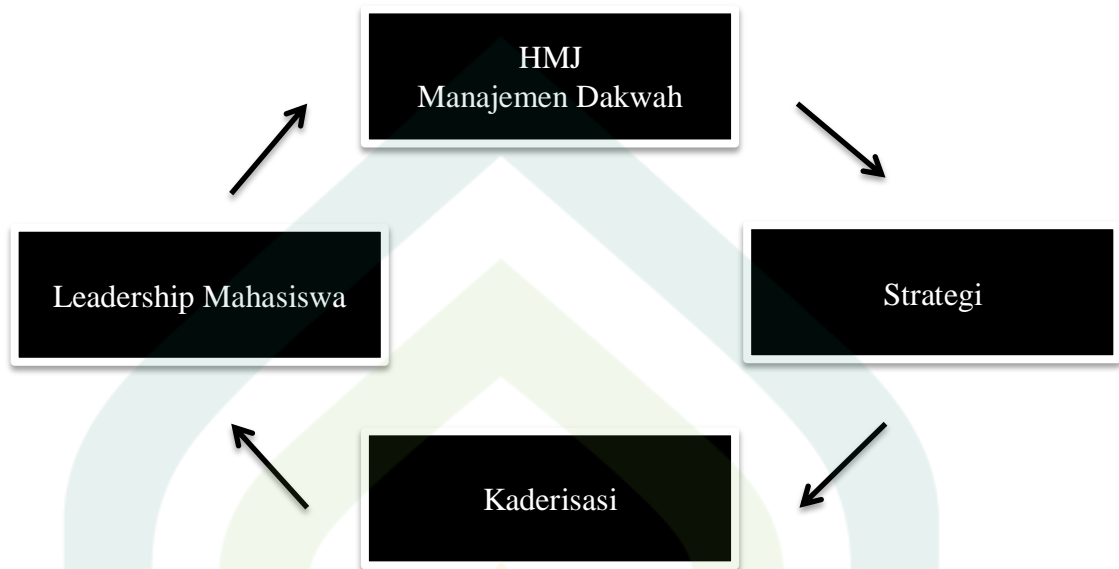 HMJ
Manajemen Dakwah
Leadership Mahasiswa
Strategi
Kaderisasi